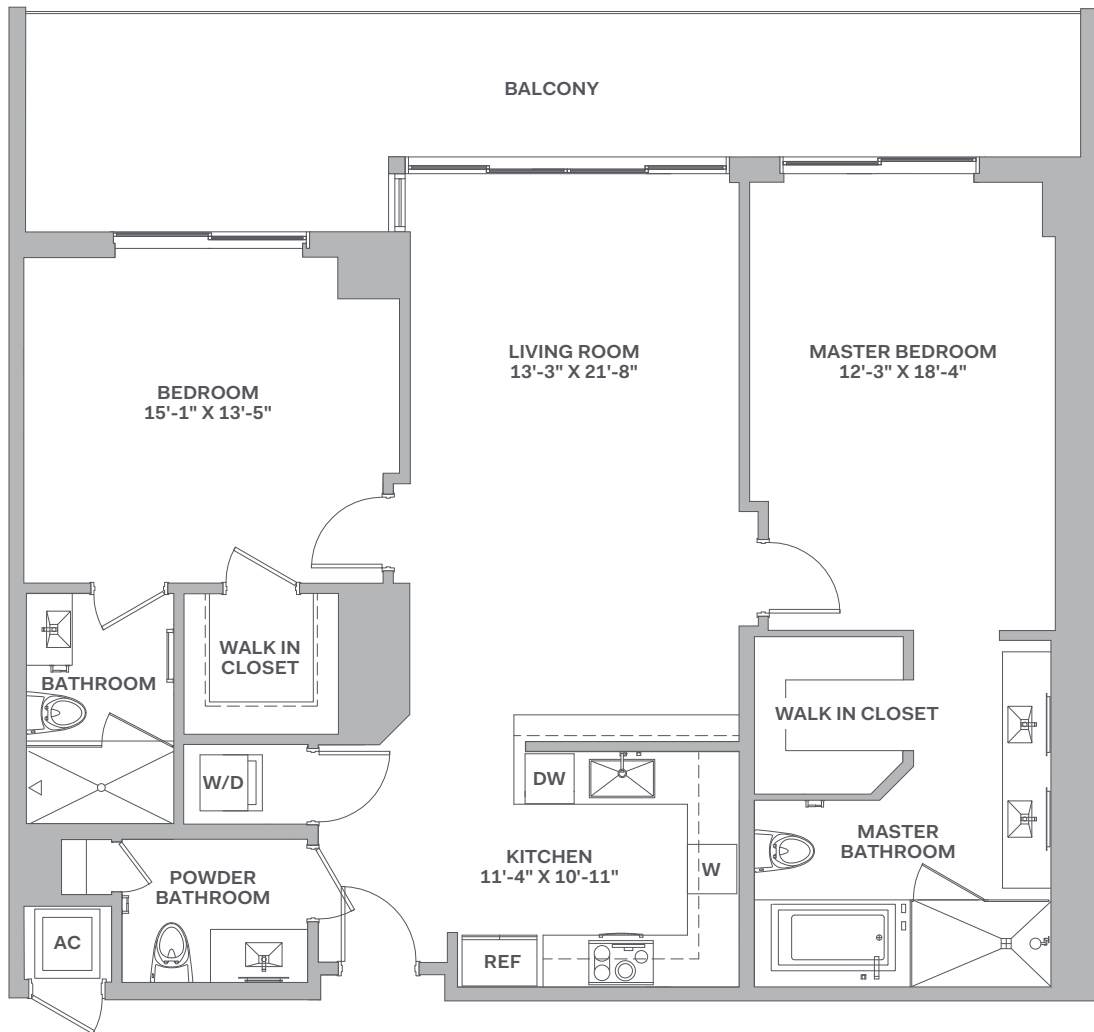 BALCONY
LIVING ROOM
13'-3" X 21'-8"
MASTER BEDROOM
12'-3" X 18'-4"
BEDROOM
15'-1" X 13'-5"
WALK IN
CLOSET
BATHROOM
WALK IN CLOSET
W/D
DW
MASTER
BATHROOM
KITCHEN
11'-4" X 10'-11"
W
POWDER
BATHROOM
AC
REF